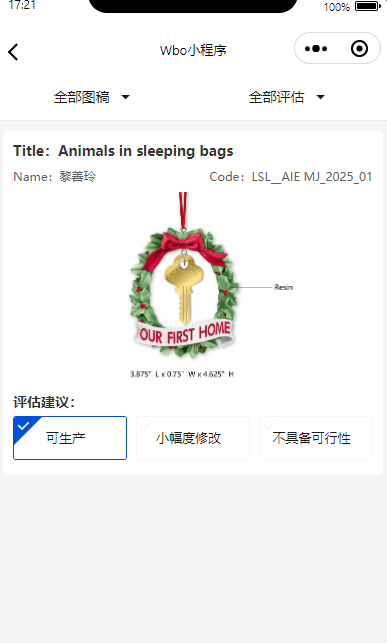 17:21
100%
Wbo小程序
全部图稿 全部评估
Title: Animals in sleeping bags
Name: 黎善玲 Code: LSL__AIE MJ_2025_01
Resin
OUR FIRST HOME
3.875" L x 0.75" W x 4.625" H
评估建议:
可生产 小幅度修改 不具备可行性